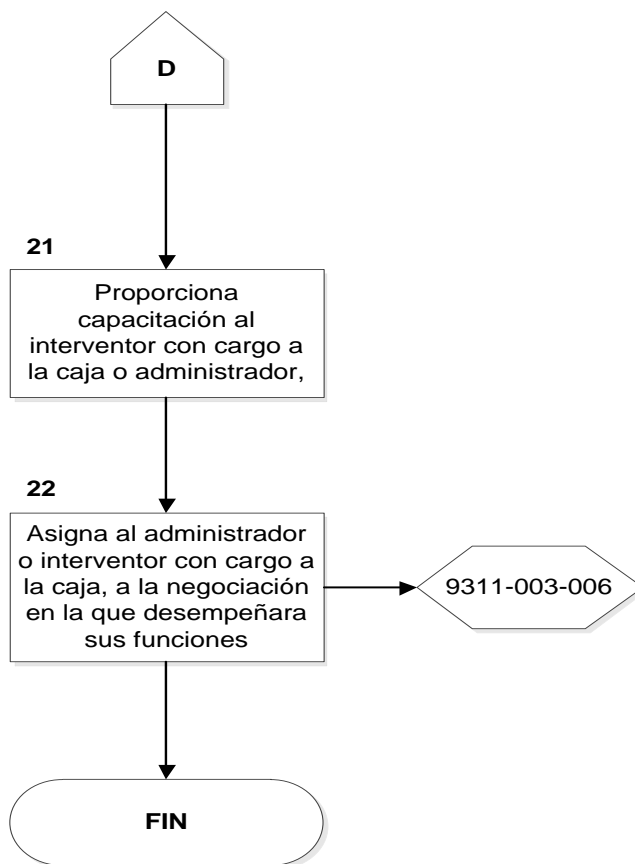 D
21
Proporciona
capacitación al
interventor con cargo a
la caja o administrador,
22
Asigna al administrador
o interventor con cargo a
la caja, a la negociación
en la que desempeñara
sus funciones
9311-003-006
FIN